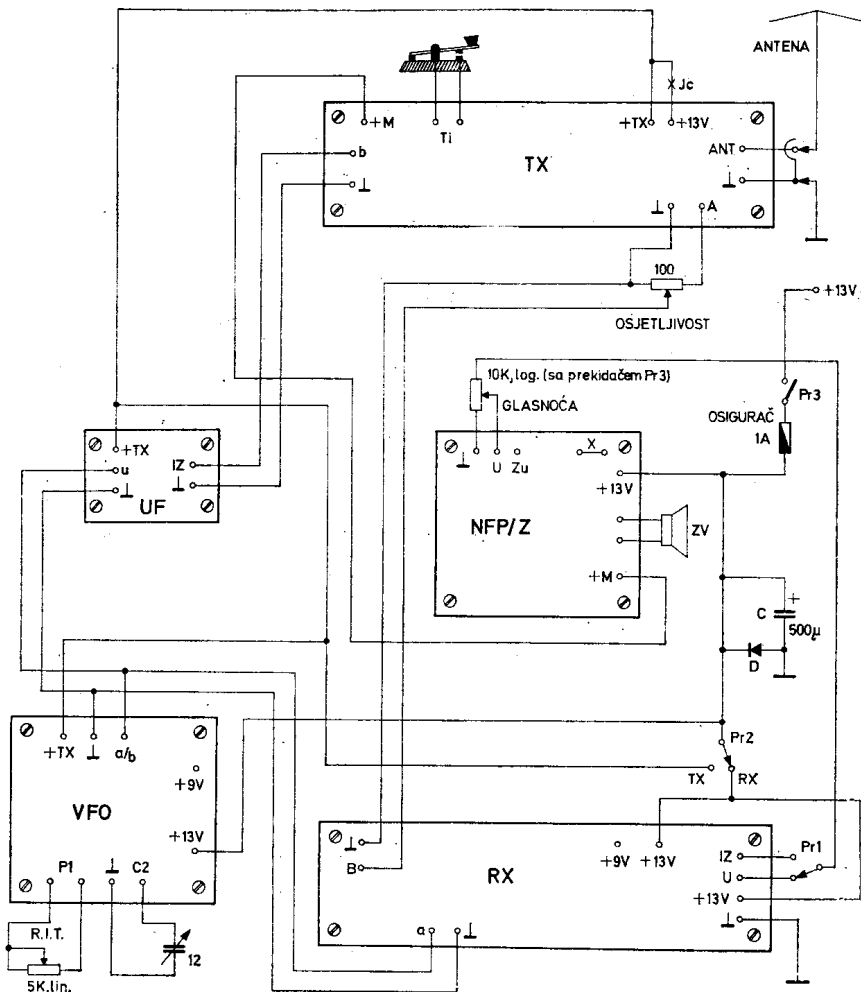 ANTENA
Jc
+M
Ti
+TX
+13V
b
TX
ANT.
⊥
⊥
⊥
A
100
OSJETLJIVOST
+13V
10K, log. (sa prekidačem Pr3)
GLASNOĆA
Pr3
OSIGURAČ
1A
+TX
u
IZ
⊥
⊥
UF
⊥
U
Zu
X
+13V
NFP/Z
ZV
+M
+
C
500µ
D
+TX
⊥
a/b
+9V
VFO
+13V
P1
⊥
C2
R.I.T.
12
5K.lin.
Pr2
TX
RX
⊥
B
+9V
+13V
RX
IZ
U
+13V
⊥
Pr1
a
⊥